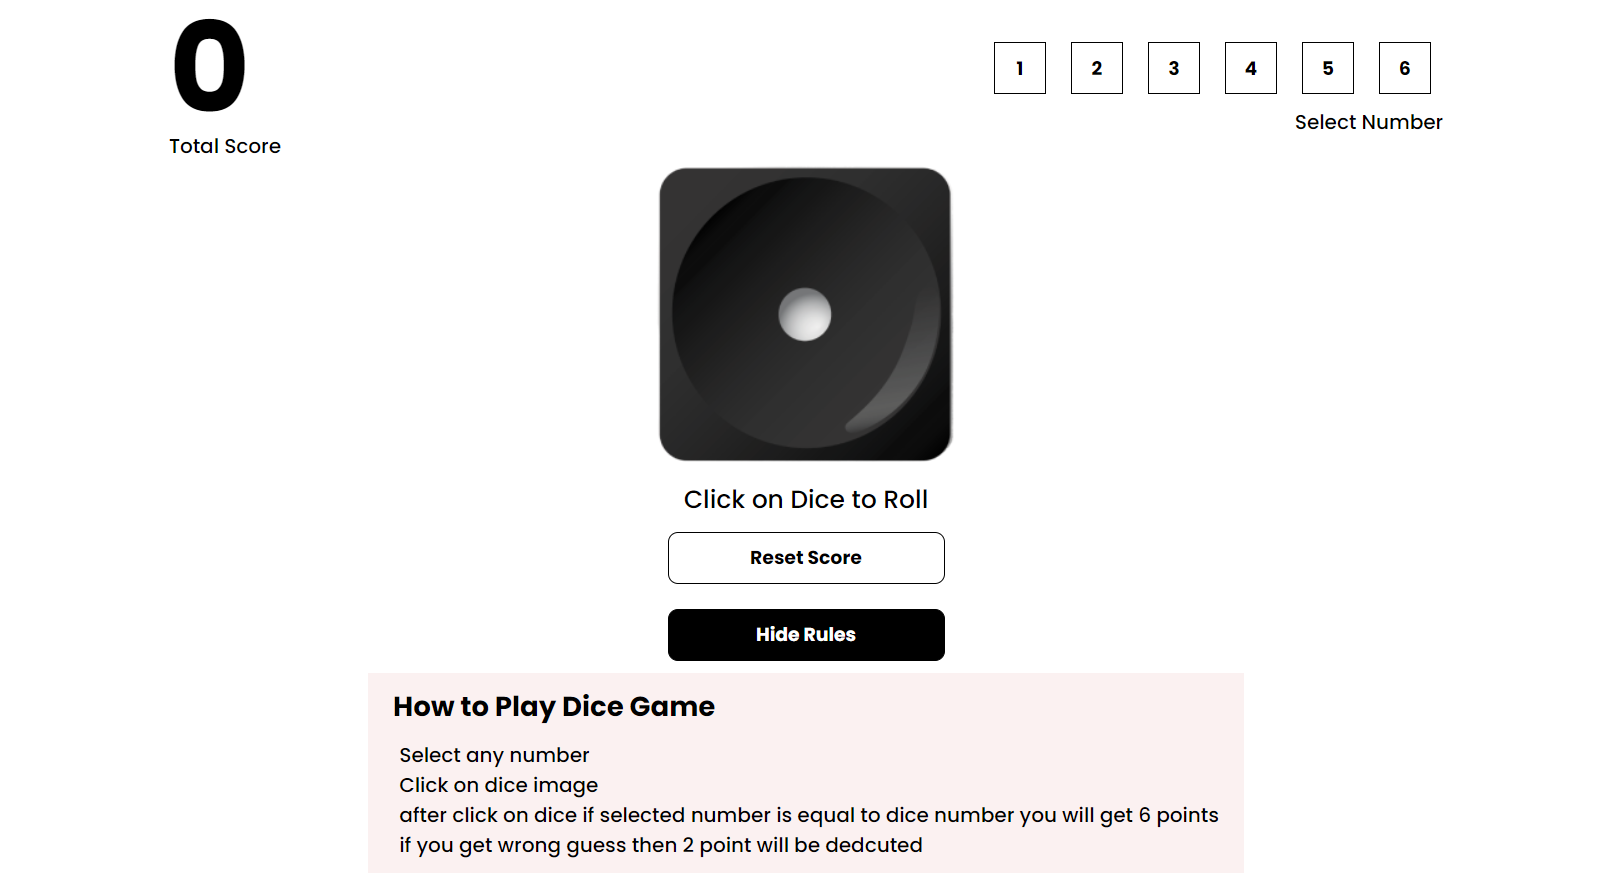 0
Total Score
1 2 3 4 5 6
Select Number
Click on Dice to Roll
Reset Score
Hide Rules
How to Play Dice Game
Select any number
Click on dice image
after click on dice if selected number is equal to dice number you will get 6 points
if you get wrong guess then 2 point will be dedcuted